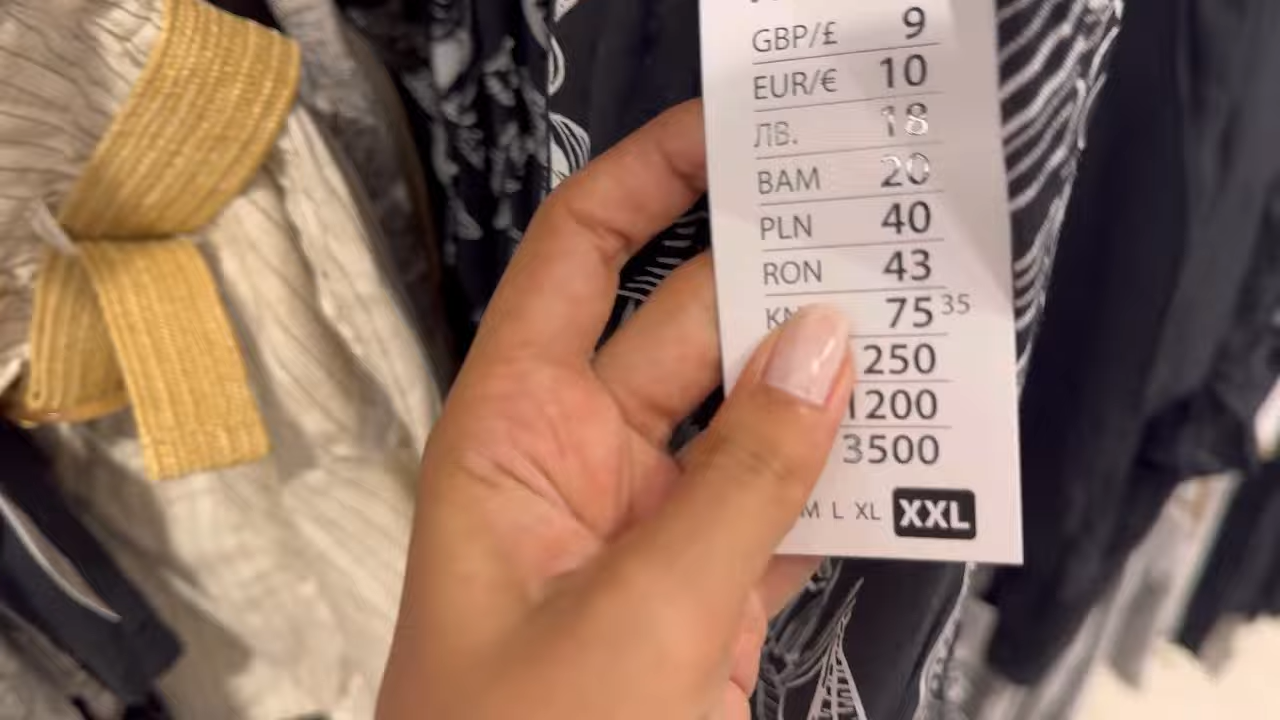 GBP/£ 9
EUR/€ 10
ЛВ. 18
BAM 20
PLN 40
RON 43
KN 75 35
250
1200
3500
M L XL XXL